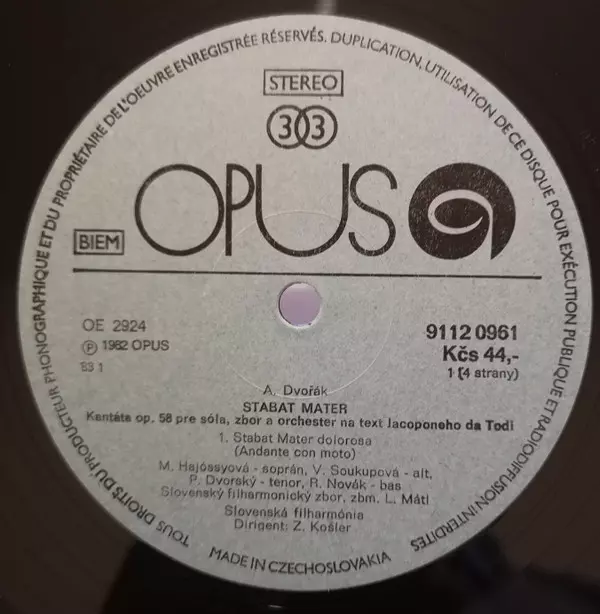 TOUS DROITS DU PRODUCTEUR PHONOGRAPHIQUE ET DU PROPRIÉTAIRE DE L'OEUVRE ENREGISTRÉE RÉSERVÉS. DUPLICATION, UTILISATION DE CE DISQUE POUR EXÉCUTION PUBLIQUE ET RADIODIFFUSION INTERDITES
STEREO
33
OPUS
BIEM
OE 2924
Ⓟ 1982 OPUS
83 1
9112 0961
Kčs 44,-
1 (4 strany)
A. Dvořák
STABAT MATER
Kantáta op. 58 pre sóla, zbor a orchester na text Jacoponeho da Todi
1. Stabat Mater dolorosa
(Andante con moto)
M. Hajóssyová - soprán, V. Soukupová - alt,
P. Dvorský - tenor, R. Novák - bas
Slovenský filharmonický zbor, zbm. L. Mátl
Slovenská filharmónia
Dirigent: Z. Košler
MADE IN CZECHOSLOVAKIA